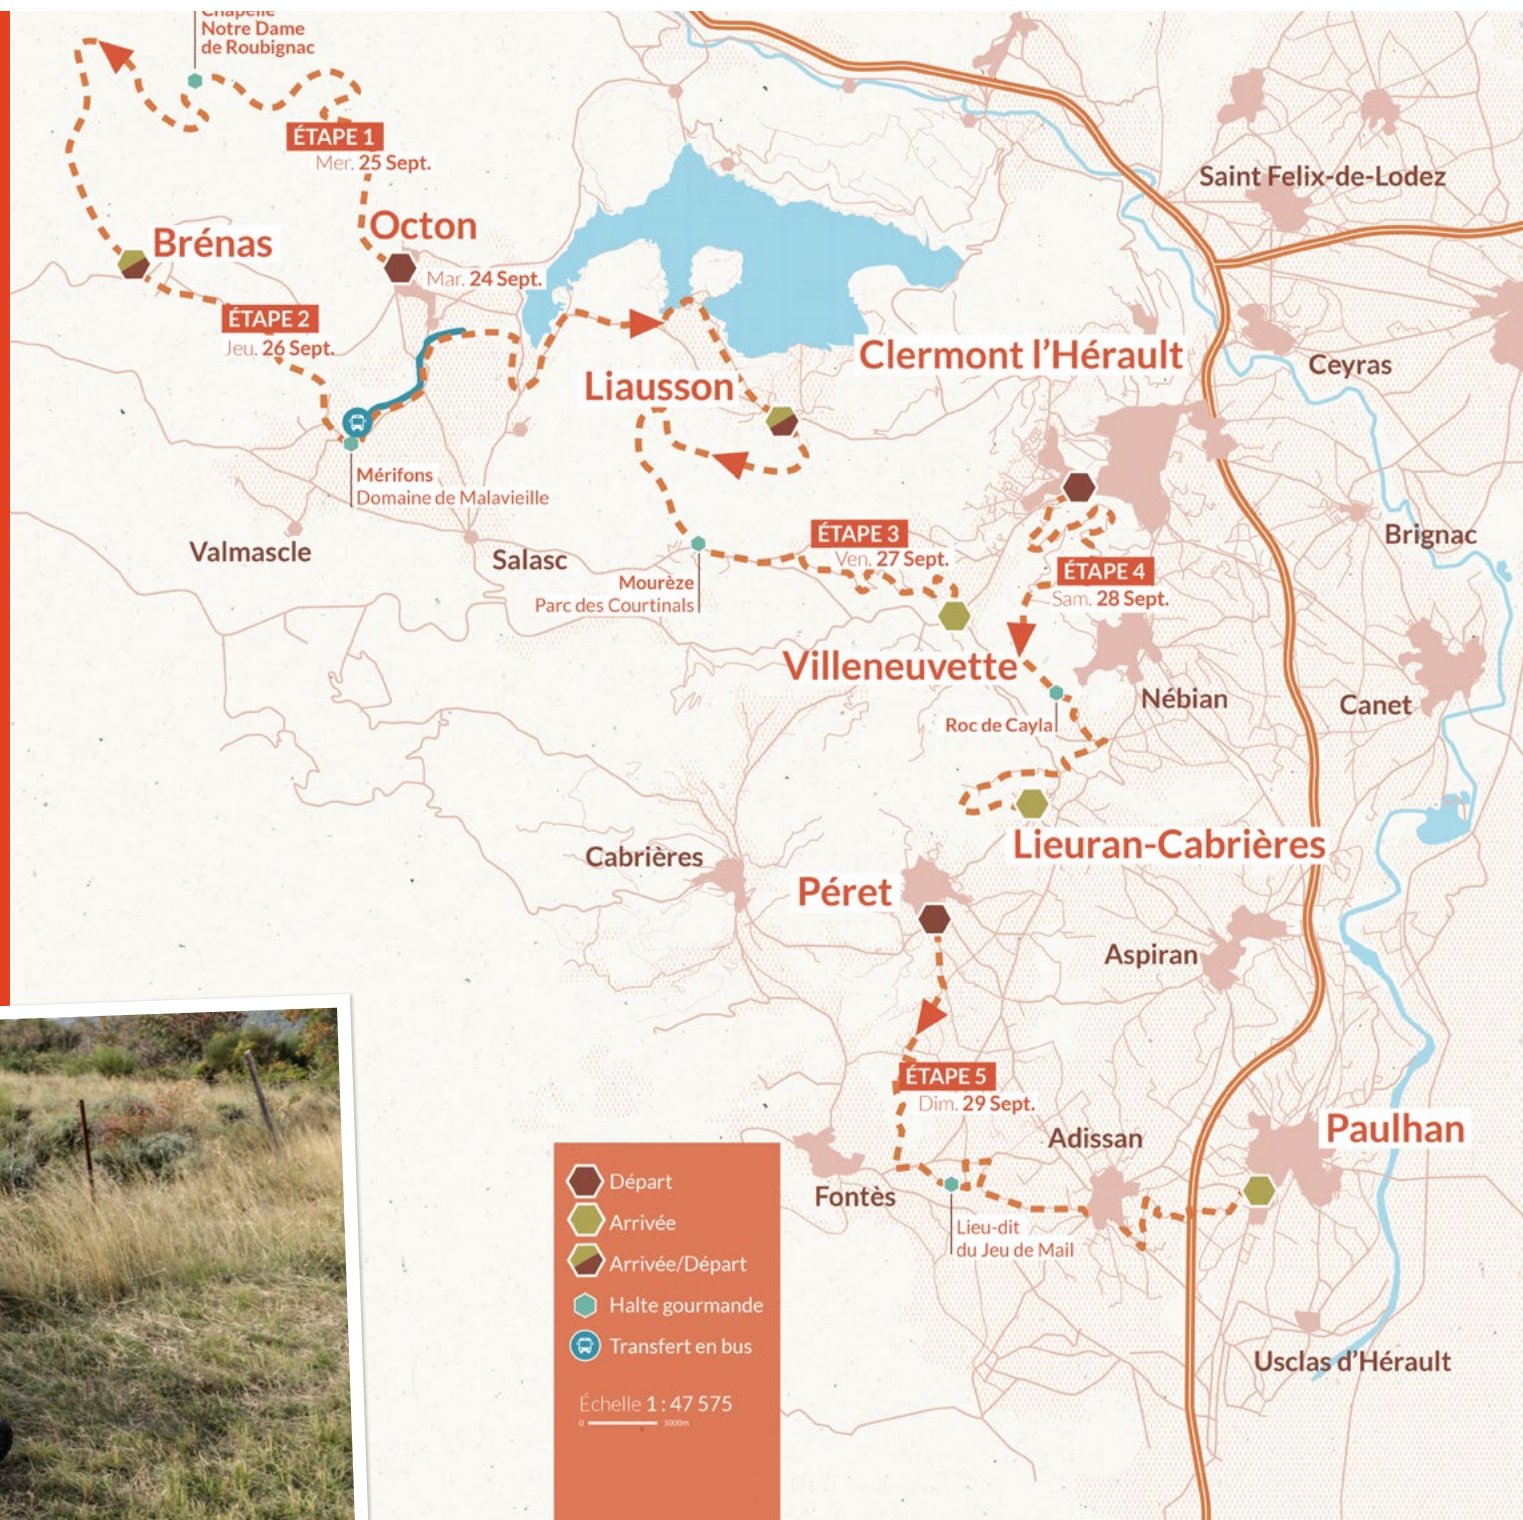 Chapelle
Notre Dame
de Roubignac
ÉTAPE 1
Mer. 25 Sept.
Saint Felix-de-Lodez
Octon
Mar. 24 Sept.
Brénas
ÉTAPE 2
Jeu. 26 Sept.
Clermont l'Hérault
Ceyras
Liausson
Mérifons
Domaine de Malavieille
Valmascle
Salasc
ÉTAPE 3
Ven. 27 Sept.
Brignac
Mourèze
Parc des Courtinals
ÉTAPE 4
Sam. 28 Sept.
Villeneuvette
Nébian
Canet
Roc de Cayla
Lieuran-Cabrières
Cabrières
Péret
Aspiran
ÉTAPE 5
Dim. 29 Sept.
Adissan
Paulhan
Fontès
Lieu-dit
du Jeu de Mail
Usclas d'Hérault
Départ
Arrivée
Arrivée/Départ
Halte gourmande
Transfert en bus
Échelle 1 : 47 575
0 1000m